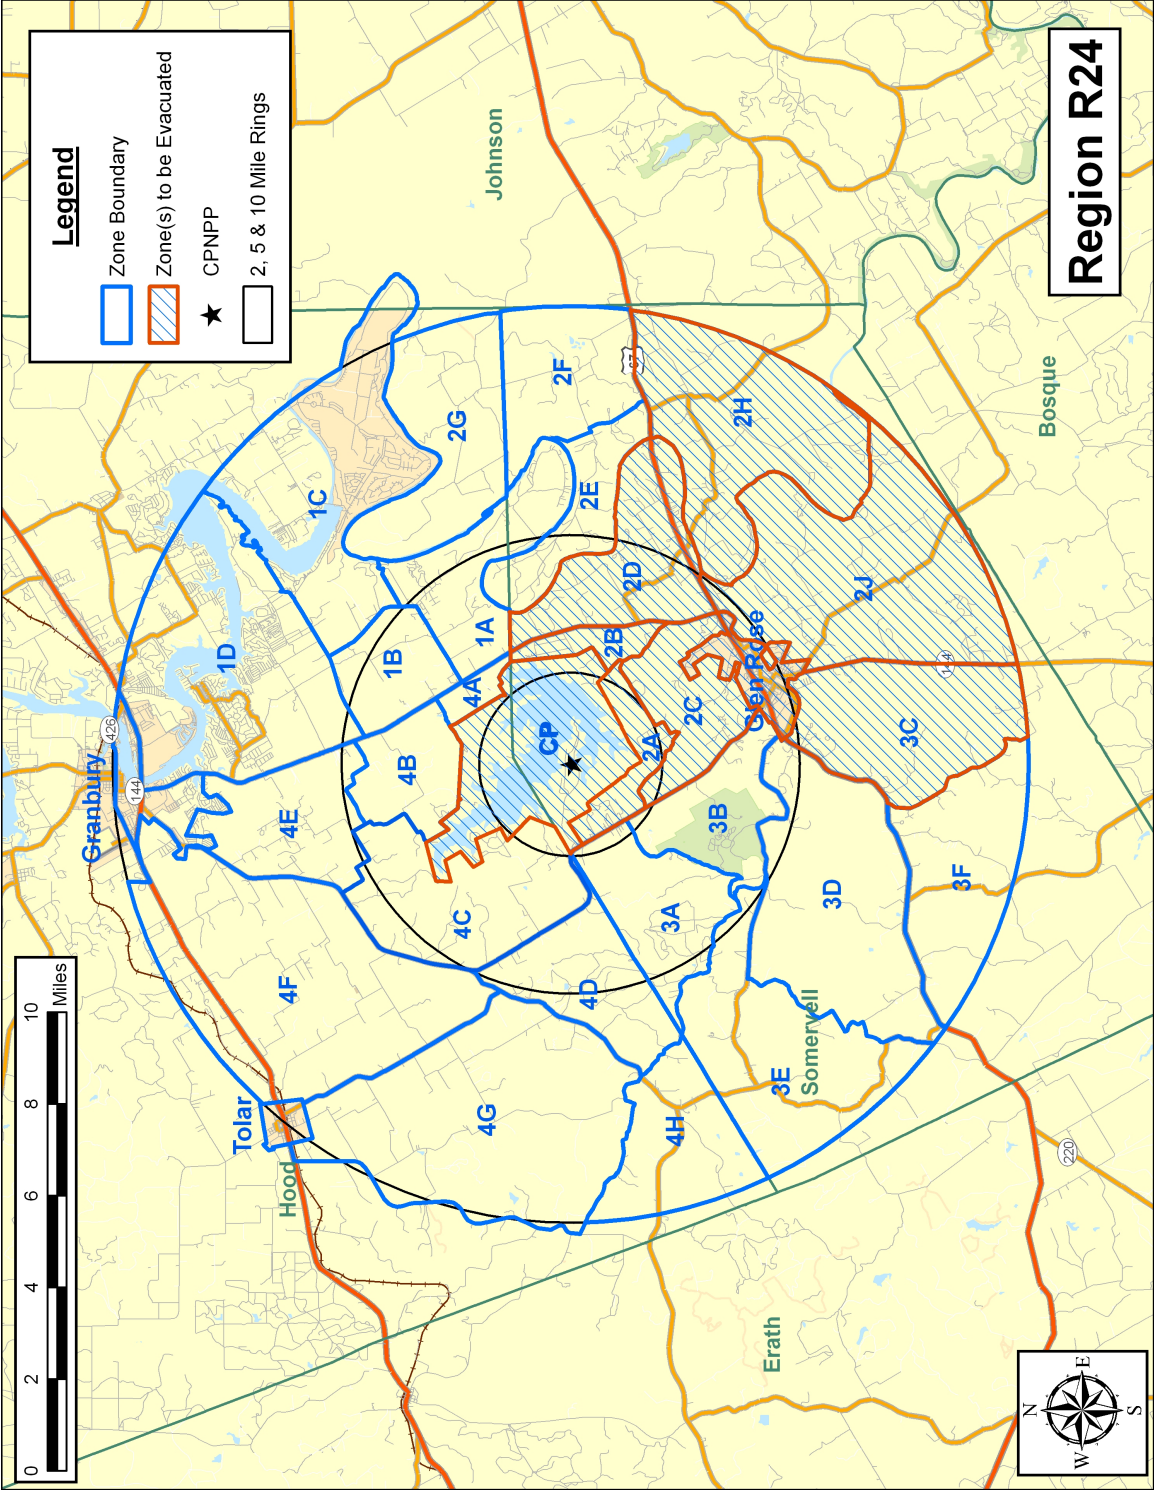 Legend
Zone Boundary
Zone(s) to be Evacuated
CPNPP
2, 5 & 10 Mile Rings
Region R24
0 2 4 6 8 10
Miles
N
W E
S
Granbury
Tolar
Glen Rose
Hood
Johnson
Bosque
Somervell
Erath
426
144
67
144
220
CP
1A
1B
1C
1D
2A
2B
2C
2D
2E
2F
2G
2H
2J
3A
3B
3C
3D
3E
3F
4A
4B
4C
4D
4E
4F
4G
4H